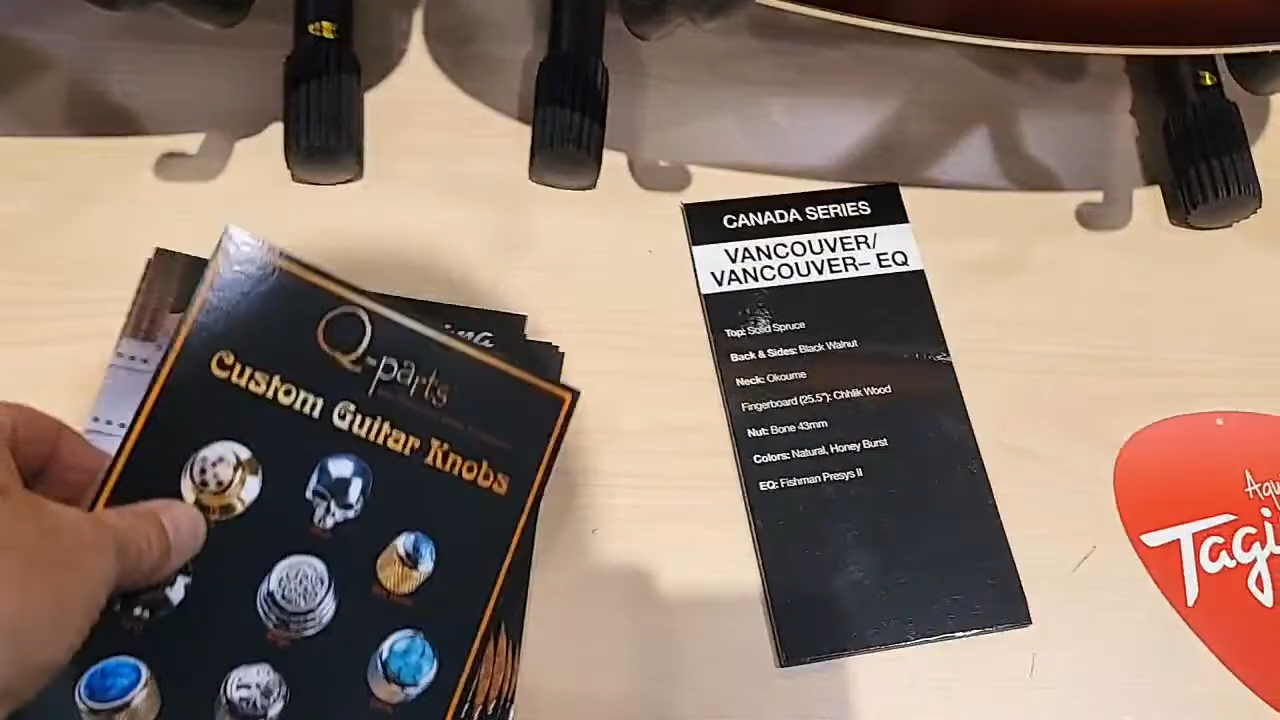 Q-parts
Custom Guitar Knobs
CANADA SERIES
VANCOUVER/
VANCOUVER– EQ
Top: Solid Spruce
Back & Sides: Black Walnut
Neck: Okoume
Fingerboard (25.5"): Chhlik Wood
Nut: Bone 43mm
Colors: Natural, Honey Burst
EQ: Fishman Presys II
Aqu
Tagi